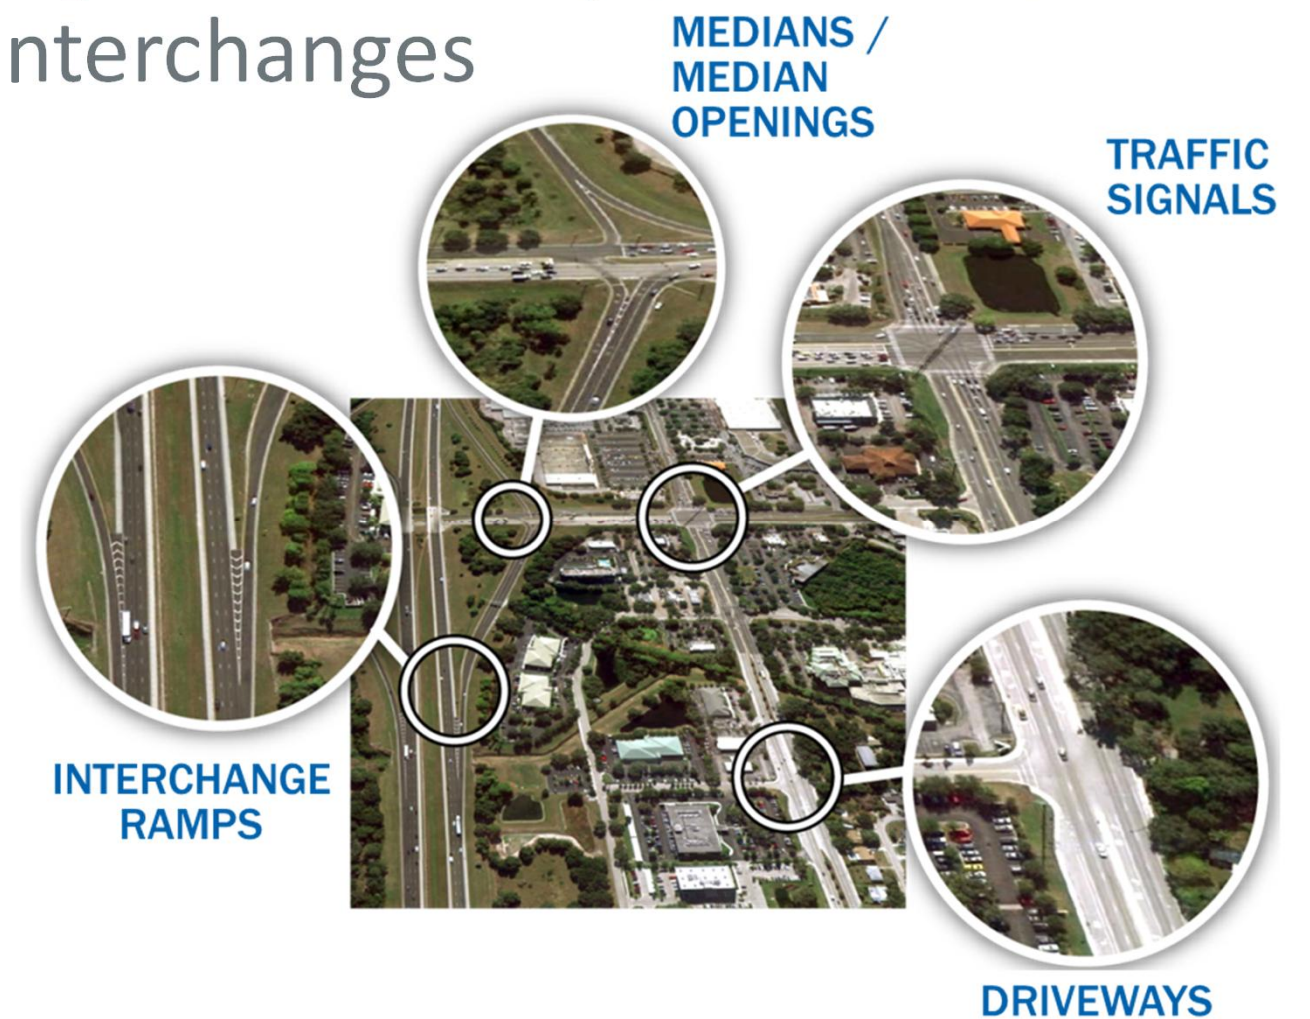 nterchanges
MEDIANS /
MEDIAN
OPENINGS
TRAFFIC
SIGNALS
INTERCHANGE
RAMPS
DRIVEWAYS